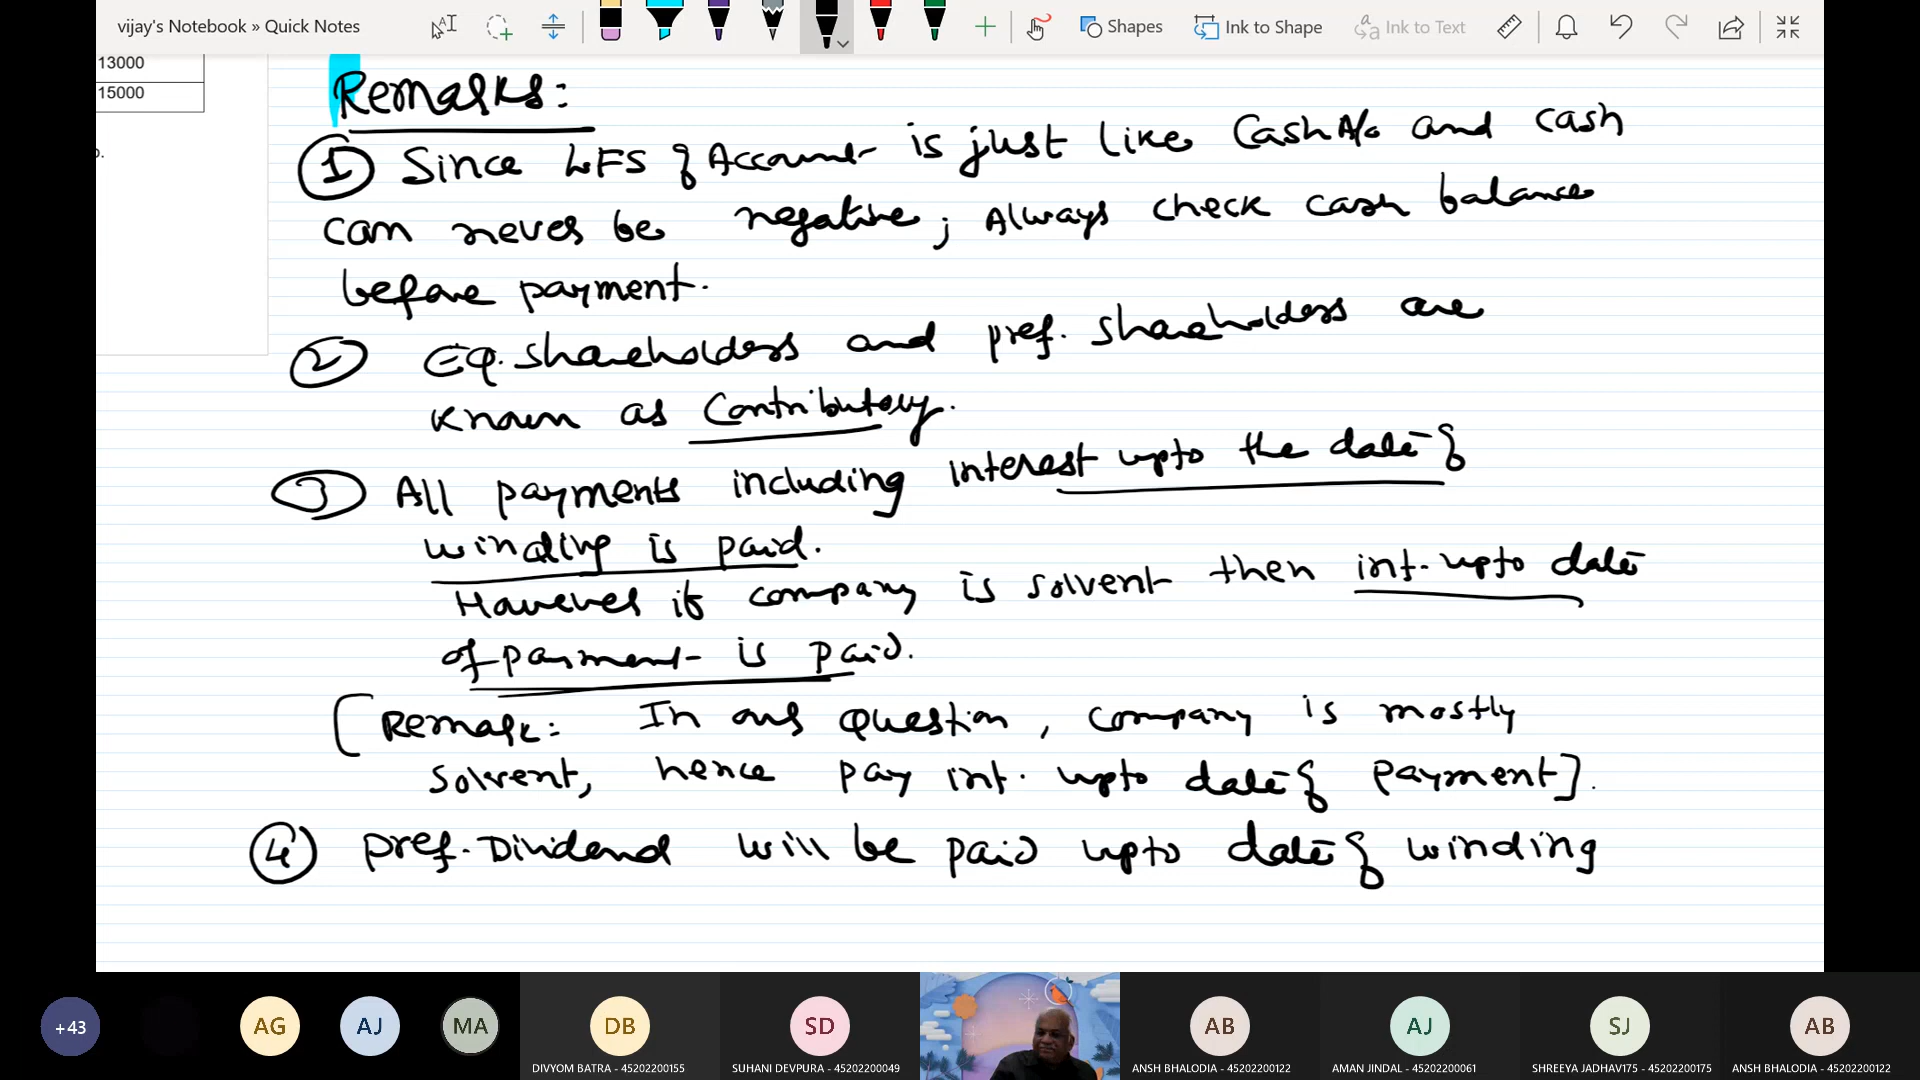 vijay's Notebook » Quick Notes
Shapes
Ink to Shape
Ink to Text
13000
15000
Remarks:
① Since LFS of Account is just like Cash A/c and cash
can never be negative; Always check cash balance
before payment.
② Eq. shareholders and pref. shareholders are
known as Contributory.
③ All payments including interest upto the date of
winding is paid.
However if company is solvent then int. upto date
of payment is paid.
[Remark: In our question, company is mostly
solvent, hence pay int. upto date of payment].
④ pref. Dividend will be paid upto date of winding
+43
AG
AJ
MA
DB
SD
AB
AJ
SJ
AB
DIVYOM BATRA - 45202200155
SUHANI DEVPURA - 45202200049
ANSH BHALODIA - 45202200122
AMAN JINDAL - 45202200061
SHREEYA JADHAV175 - 45202200175
ANSH BHALODIA - 45202200122